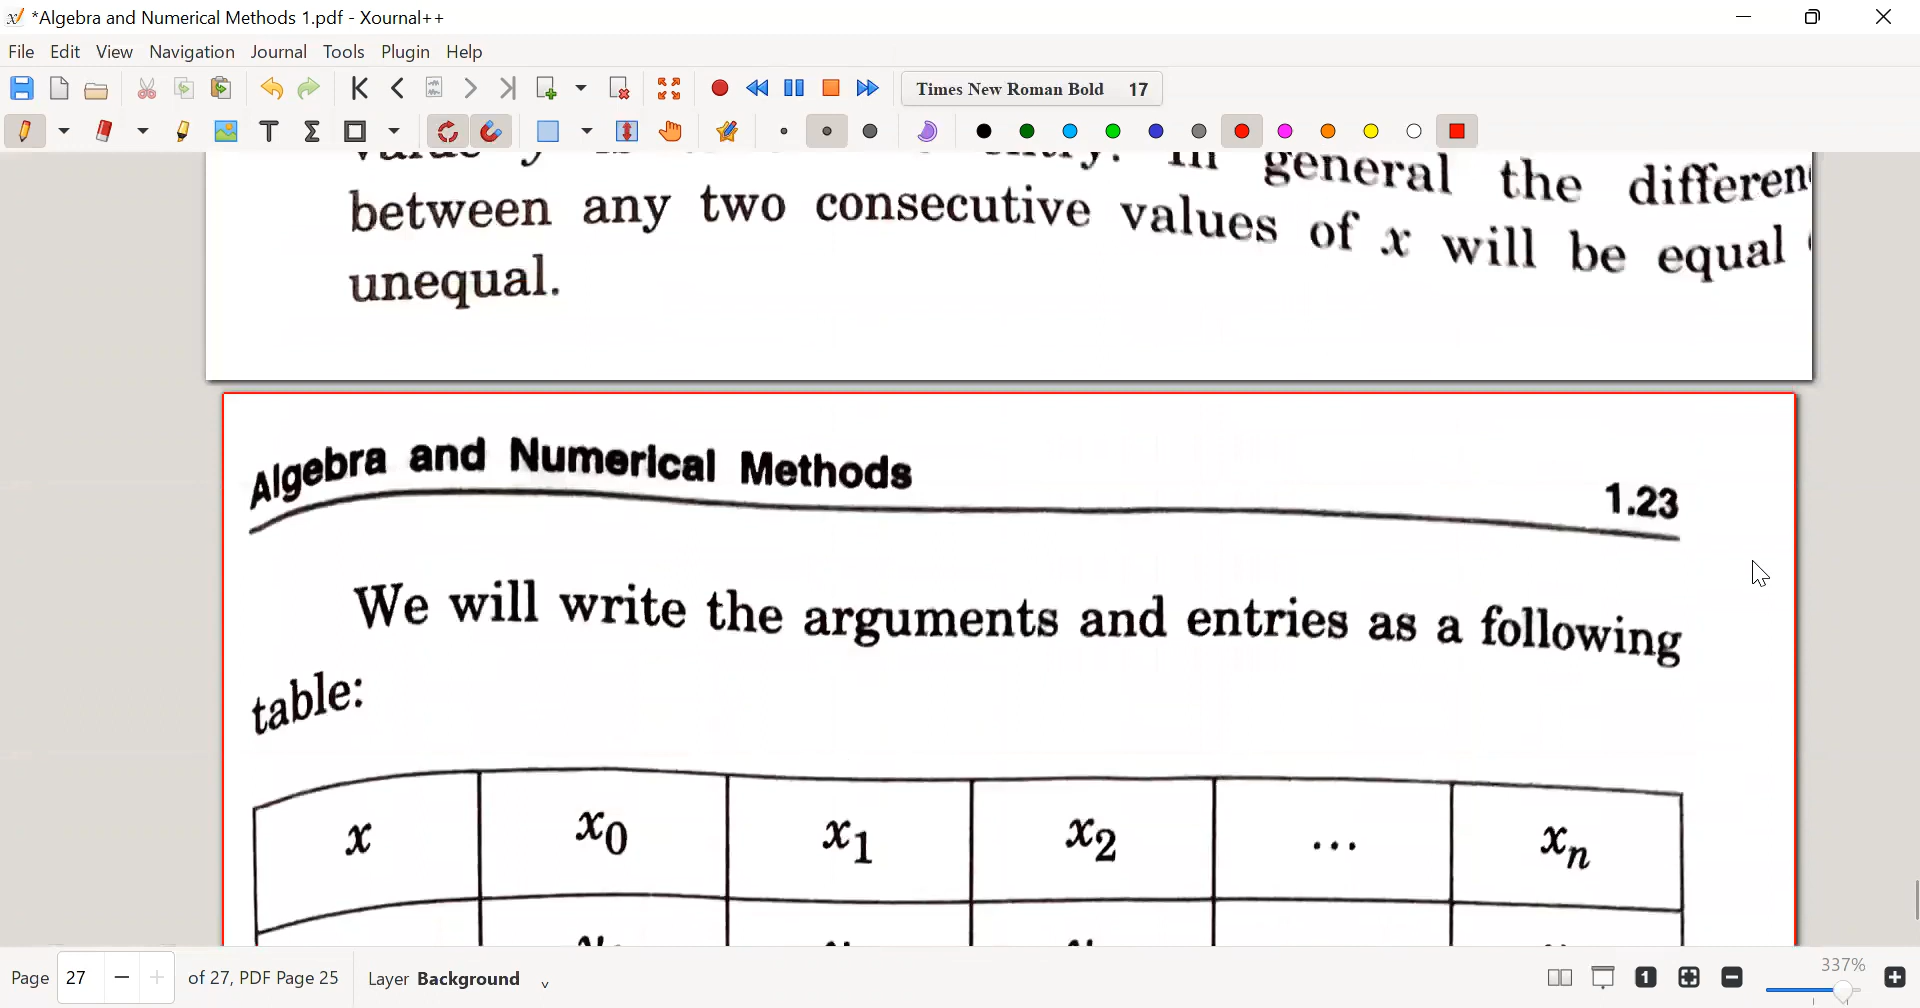 *Algebra and Numerical Methods 1.pdf - Xournal++
File Edit View Navigation Journal Tools Plugin Help
Times New Roman Bold 17
general the
between any two consecutive values of x will be equal
unequal.
Algebra and Numerical Methods
1.23
We will write the arguments and entries as a following
table:
x x0 x1 x2 ... xn
Page 27 of 27, PDF Page 25 Layer Background 337%